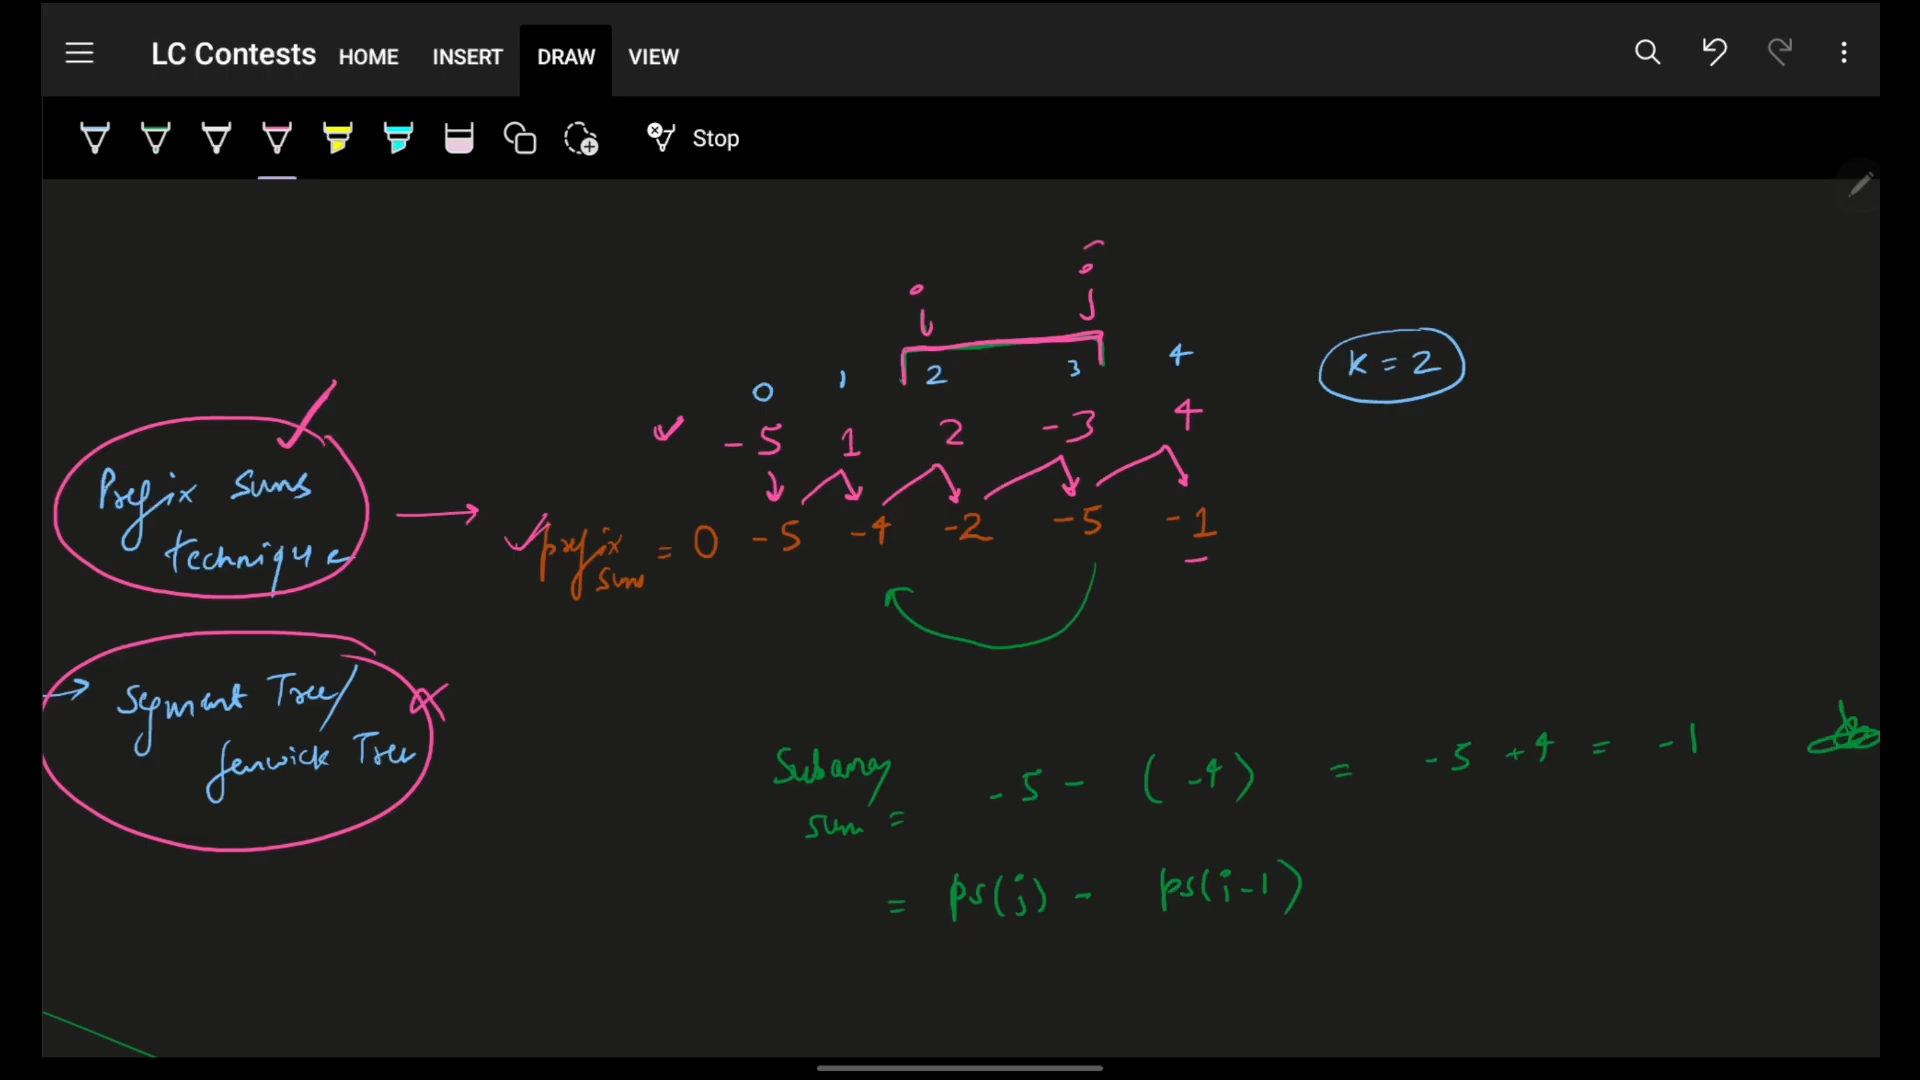 LC Contests HOME INSERT DRAW VIEW
Stop
i j
0 1 2 3 4
K = 2
-5 1 2 -3 4
Prefix Sums
technique
prefix sum = 0 -5 -4 -2 -5 -1
→ Segment Tree/
fenwick Tree
Subarray
sum = -5 - (-4) = -5 +4 = -1
= ps(j) - ps(i-1)